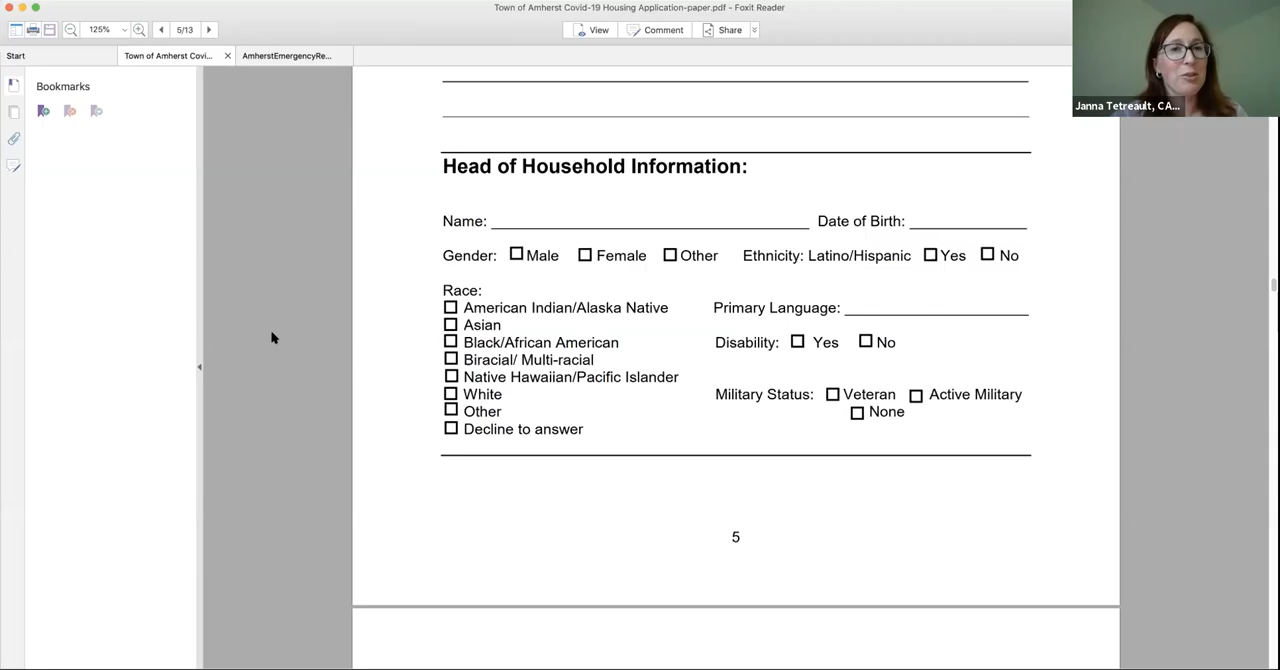 Town of Amherst Covid-19 Housing Application-paper.pdf - Foxit Reader
125%
5/13
View
Comment
Share
Start
Town of Amherst Covi...
AmherstEmergencyRe...
Bookmarks
Janna Tetreault, CA...
Head of Household Information:
Name: Date of Birth:
Gender: Male Female Other Ethnicity: Latino/Hispanic Yes No
Race:
American Indian/Alaska Native Primary Language:
Asian
Black/African American Disability: Yes No
Biracial/ Multi-racial
Native Hawaiian/Pacific Islander
White Military Status: Veteran Active Military
Other None
Decline to answer
5